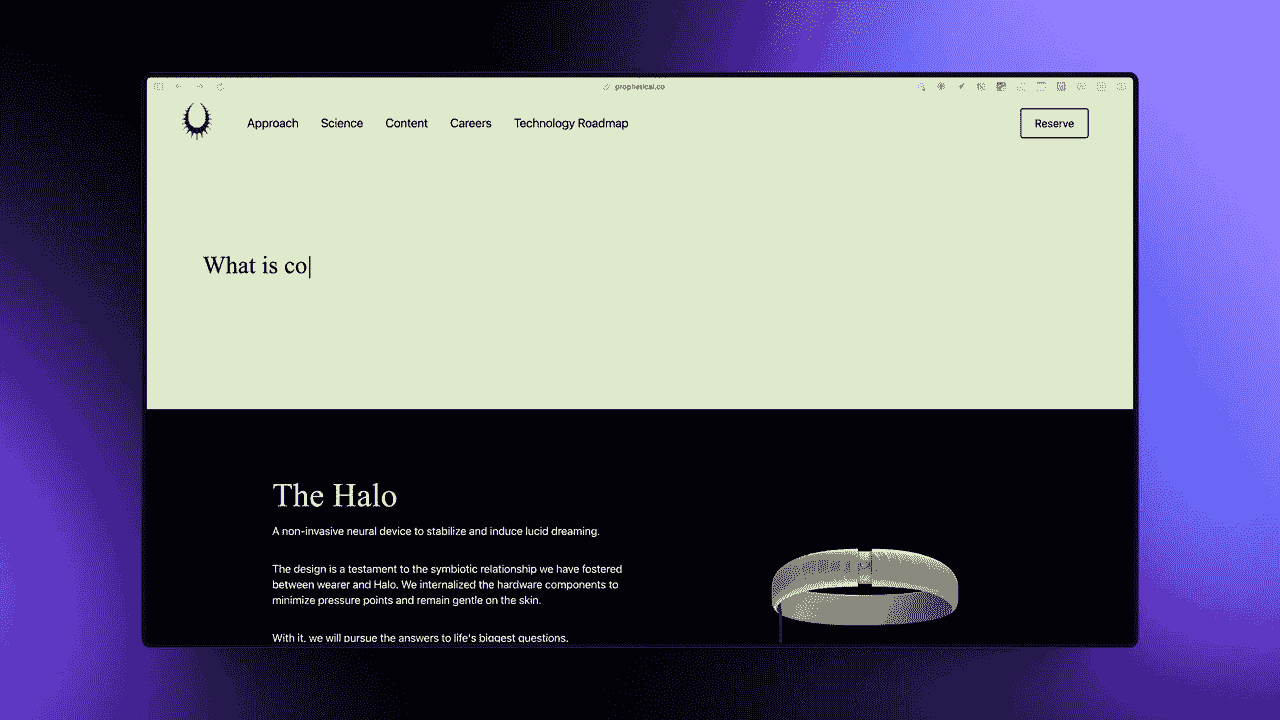 prophetical.co
Approach Science Content Careers Technology Roadmap Reserve
What is co
The Halo
A non-invasive neural device to stabilize and induce lucid dreaming.
The design is a testament to the symbiotic relationship we have fostered
between wearer and Halo. We internalized the hardware components to
minimize pressure points and remain gentle on the skin.
With it, we will pursue the answers to life's biggest questions.